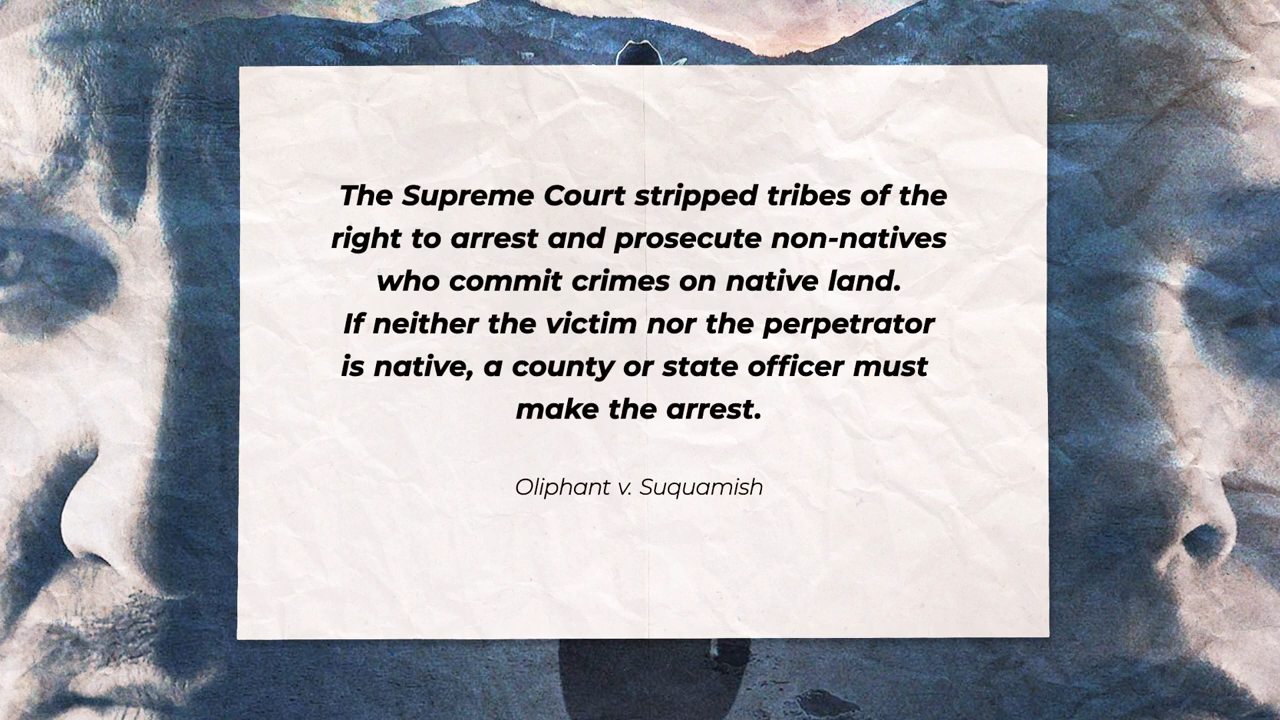 The Supreme Court stripped tribes of the
right to arrest and prosecute non-natives
who commit crimes on native land.
If neither the victim nor the perpetrator
is native, a county or state officer must
make the arrest.
Oliphant v. Suquamish